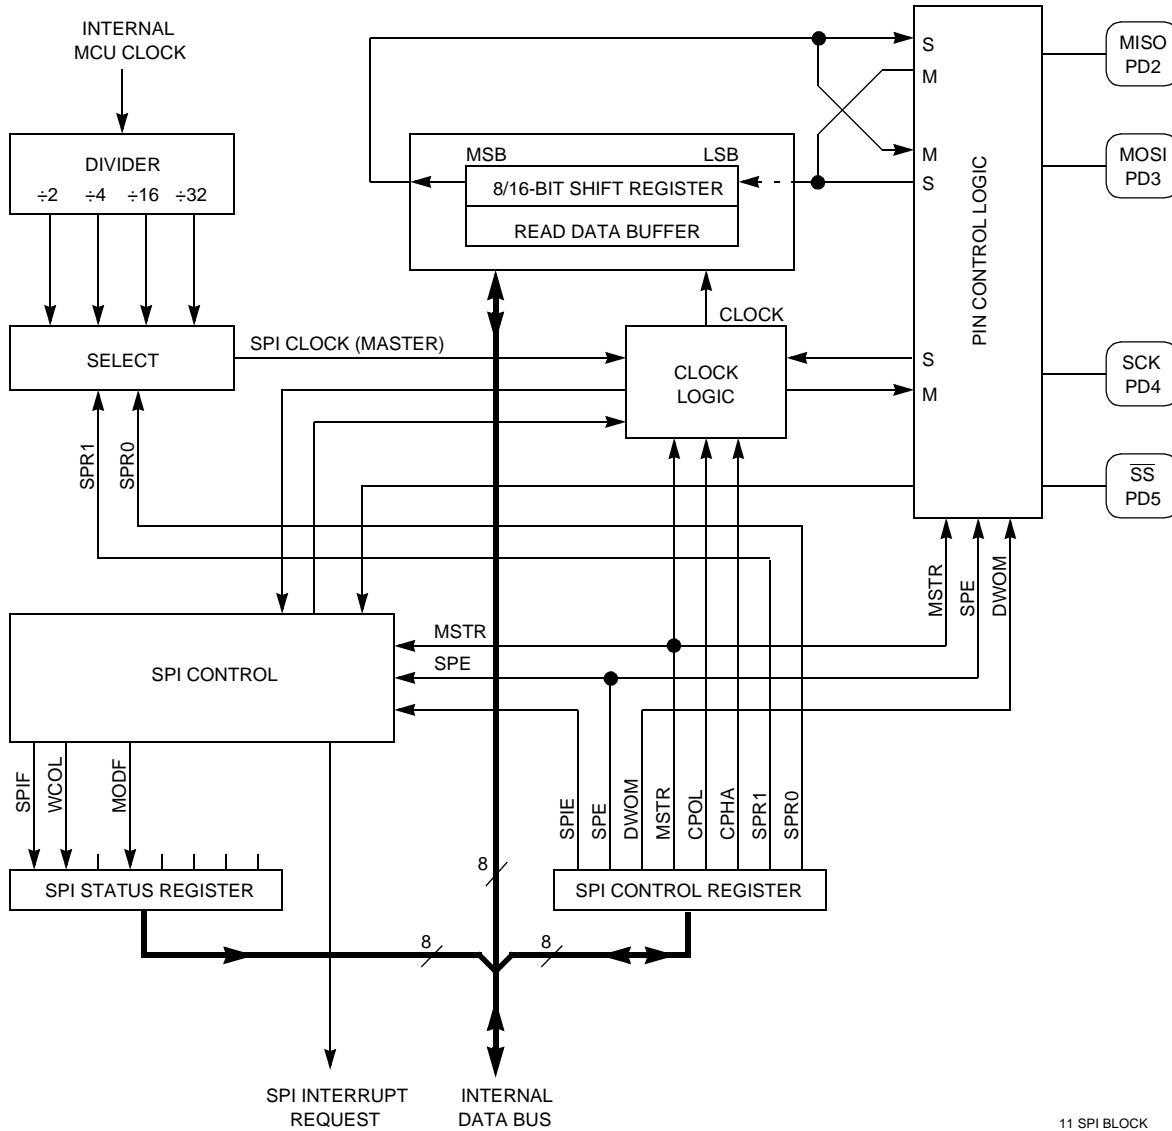 INTERNAL
MCU CLOCK
DIVIDER
÷2 ÷4 ÷16 ÷32
SELECT
SPI CLOCK (MASTER)
SPR1
SPR0
MSB LSB
8/16-BIT SHIFT REGISTER
READ DATA BUFFER
CLOCK
CLOCK
LOGIC
S
M
M
S
S
M
PIN CONTROL LOGIC
MISO
PD2
MOSI
PD3
SCK
PD4
SS
PD5
MSTR
SPE
DWOM
SPI CONTROL
MSTR
SPE
SPIF
WCOL
MODF
SPIE
SPE
DWOM
MSTR
CPOL
CPHA
SPR1
SPR0
SPI STATUS REGISTER
8
SPI CONTROL REGISTER
8
8
SPI INTERRUPT
REQUEST
INTERNAL
DATA BUS
11 SPI BLOCK